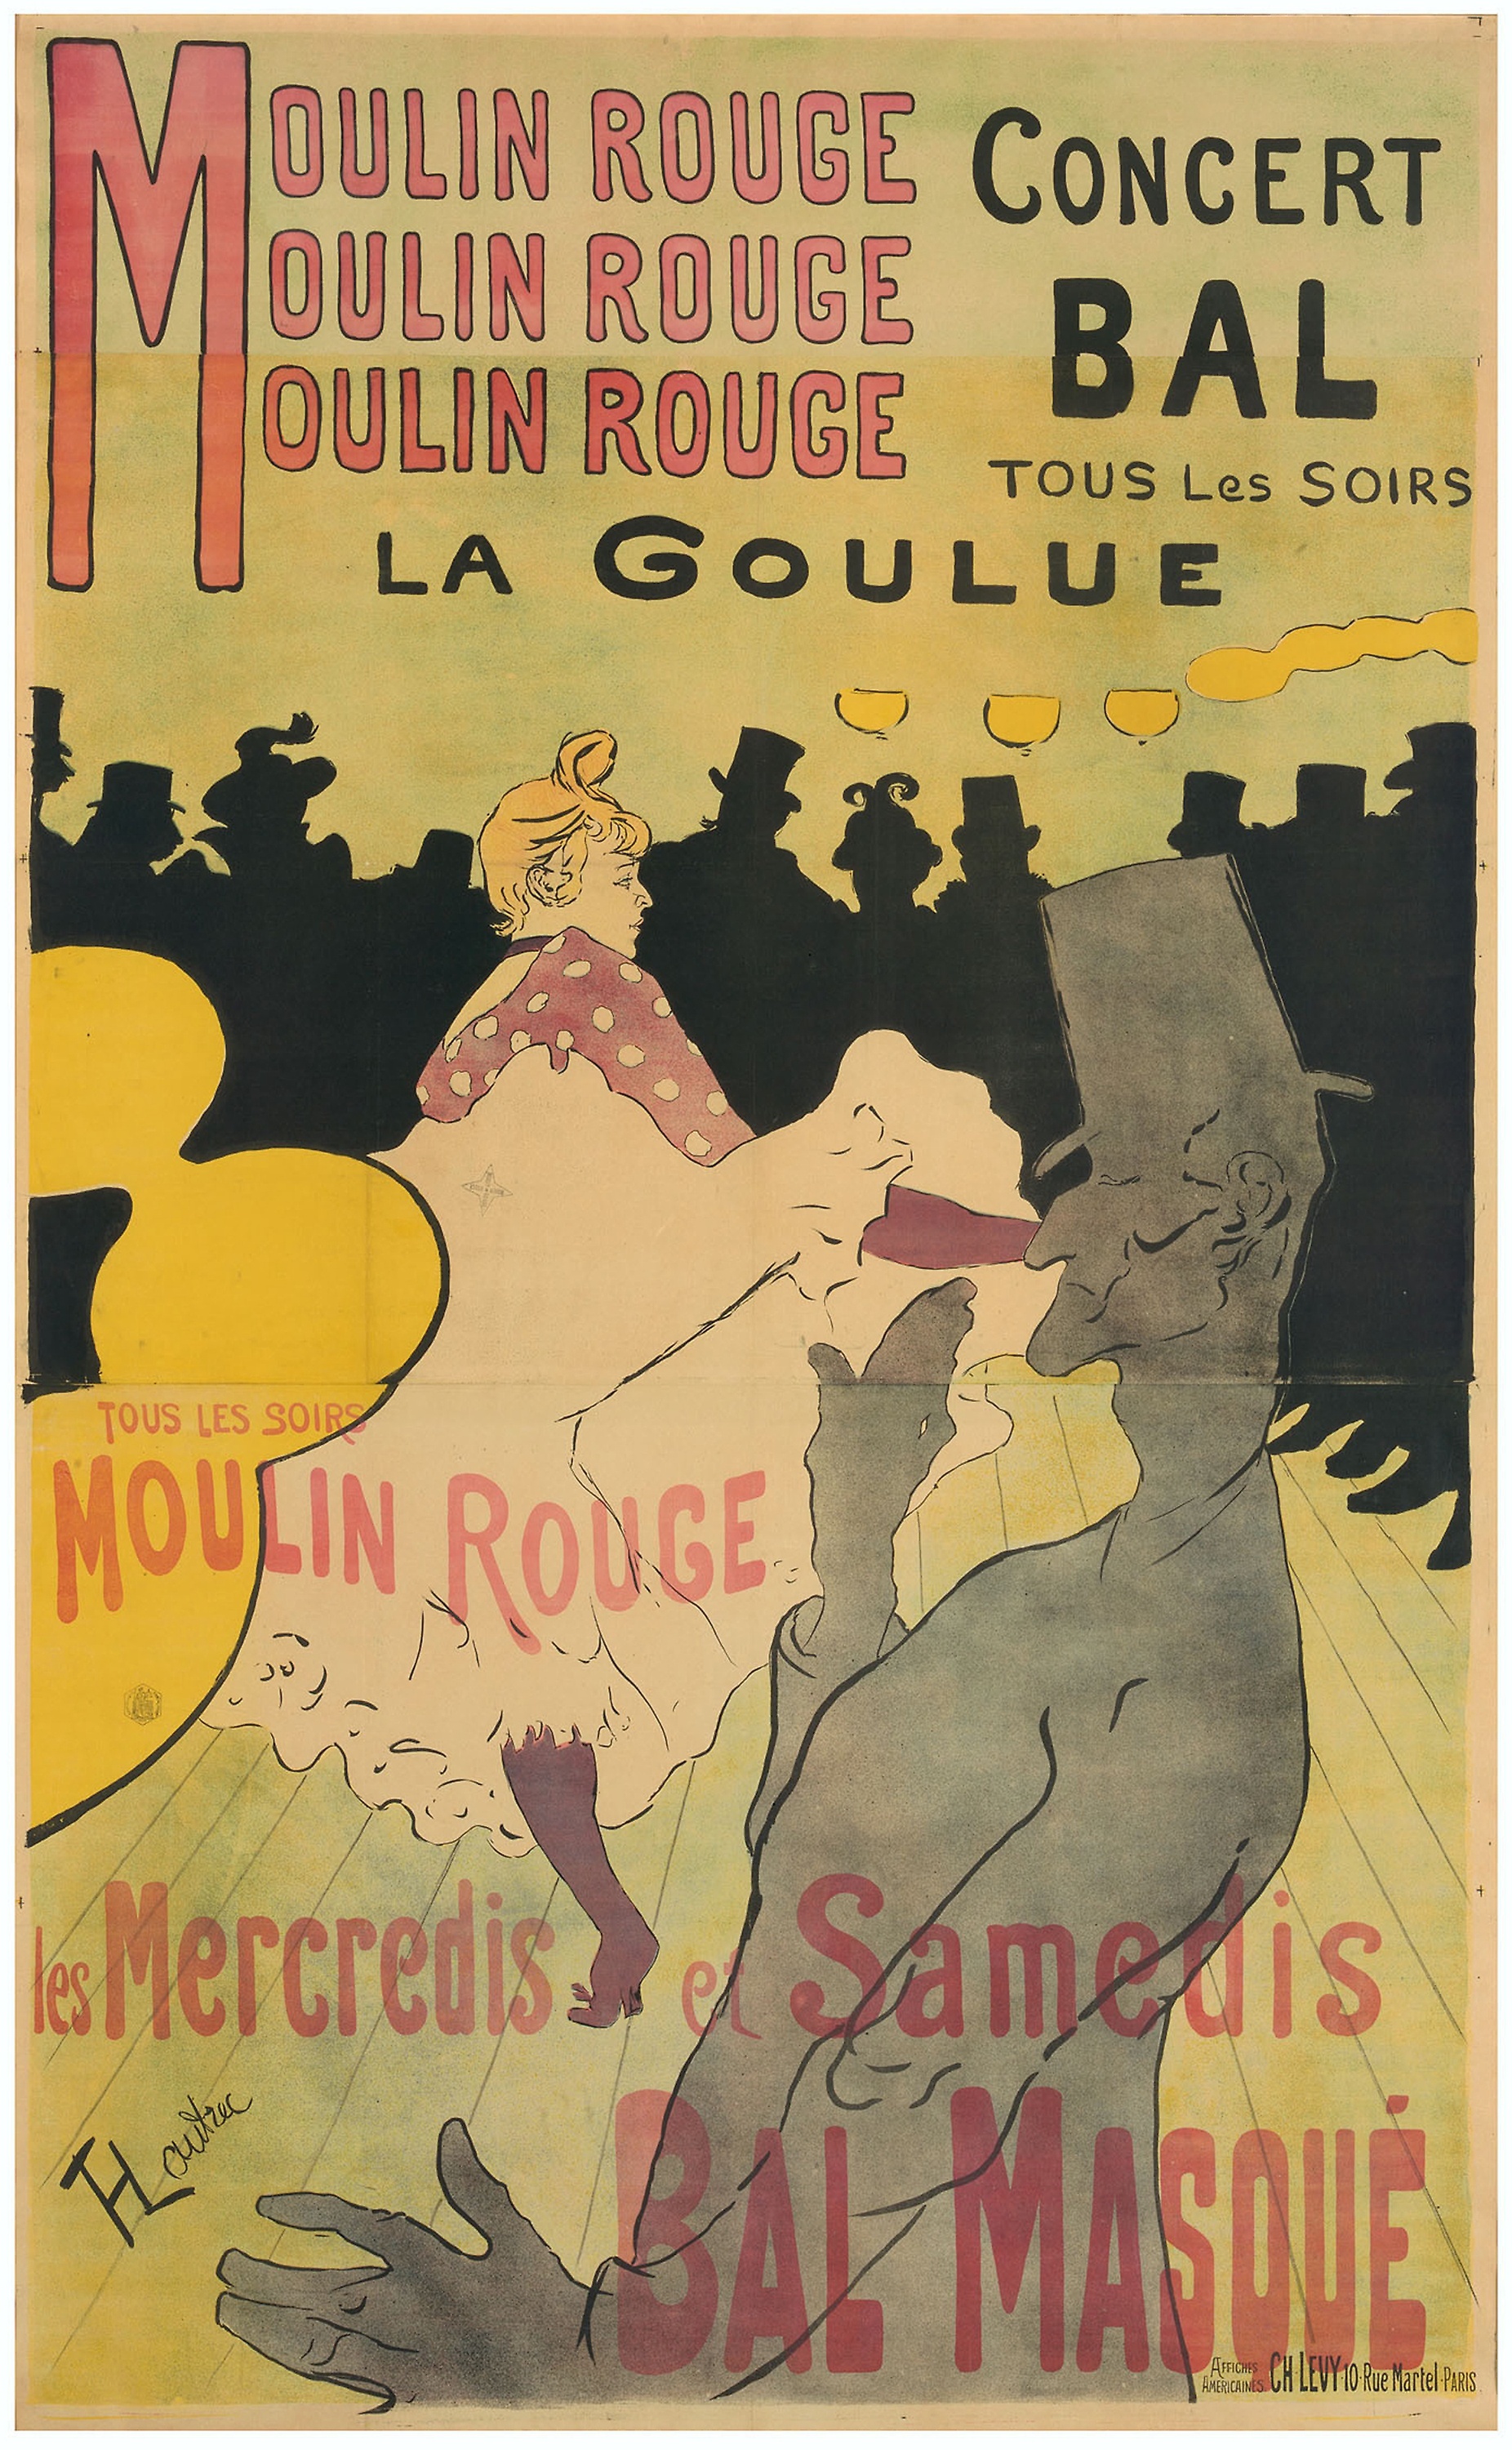 MOULIN ROUGE
MOULIN ROUGE
MOULIN ROUGE
CONCERT
BAL
TOUS Les SOIRS
LA GOULUE
TOUS LES SOIRS
MOULIN ROUGE
les Mercredis et Samedis
BAL MASQUÉ
HLautrec
AFFICHES AMERICAINES CH LEVY 10 Rue Martel PARIS